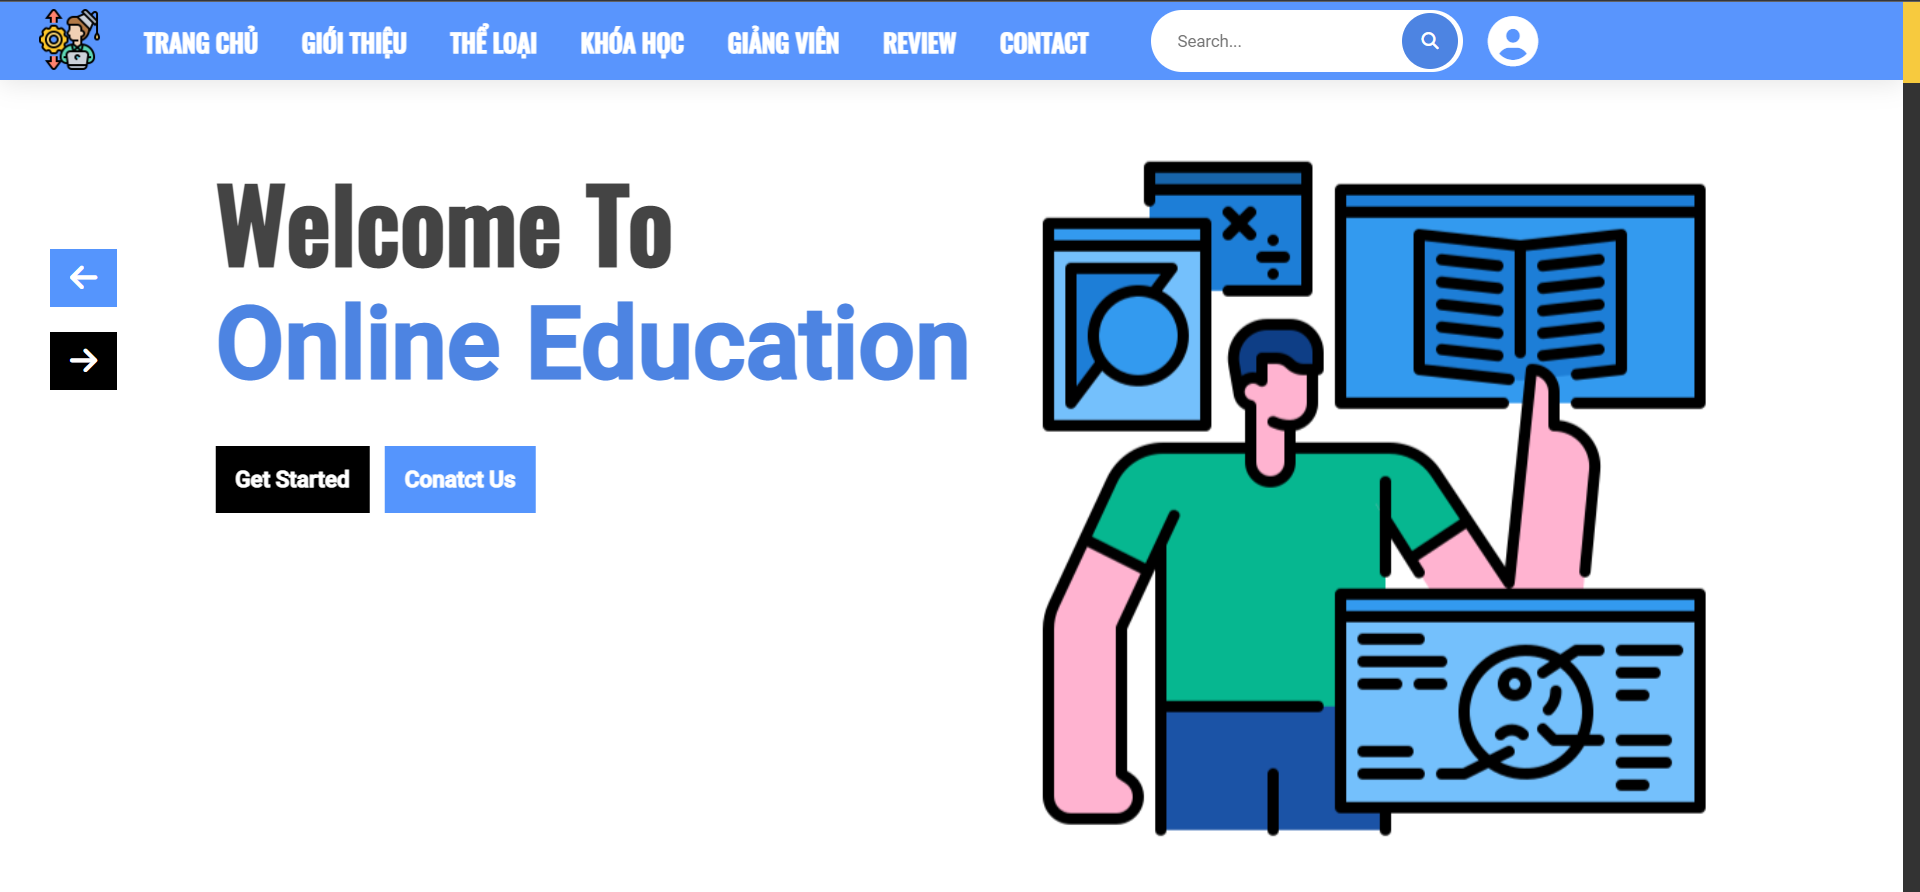 TRANG CHỦ GIỚI THIỆU THỂ LOẠI KHÓA HỌC GIẢNG VIÊN REVIEW CONTACT Search...
Welcome To
Online Education
Get Started Conatct Us